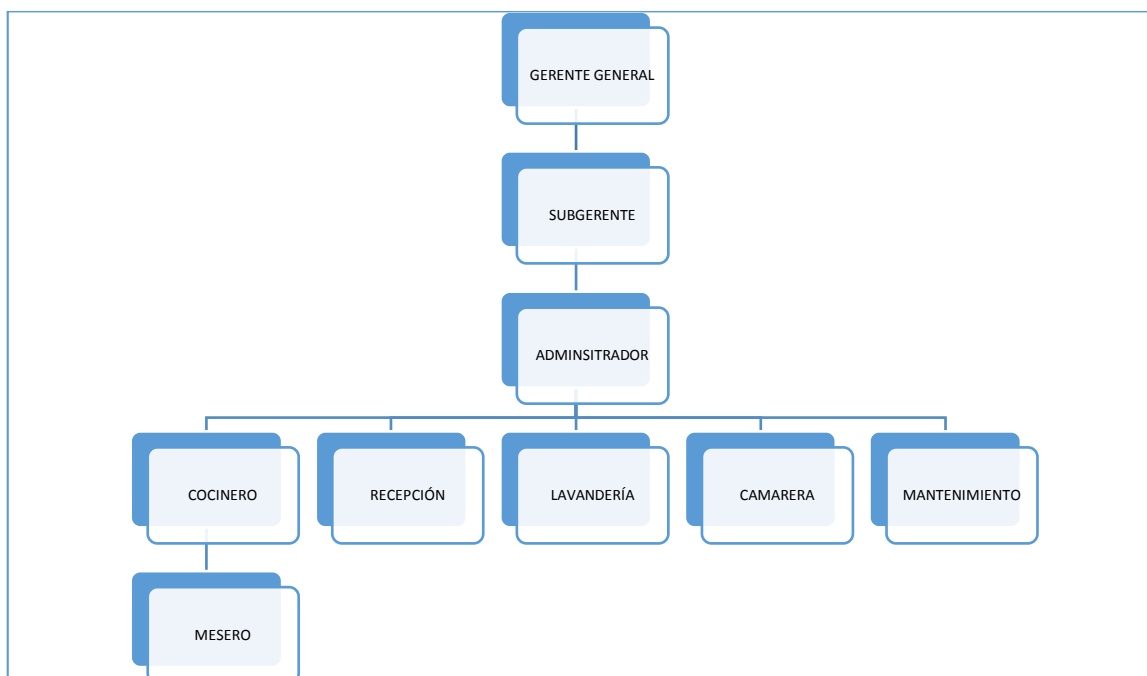 GERENTE GENERAL
SUBGERENTE
ADMINSITRADOR
COCINERO
RECEPCIÓN
LAVANDERÍA
CAMARERA
MANTENIMIENTO
MESERO